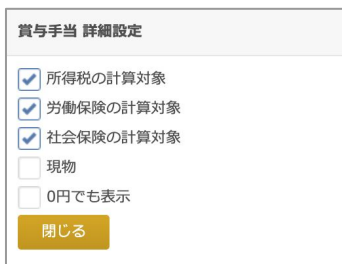 賞与手当 詳細設定
所得税の計算対象
労働保険の計算対象
社会保険の計算対象
現物
0円でも表示
閉じる